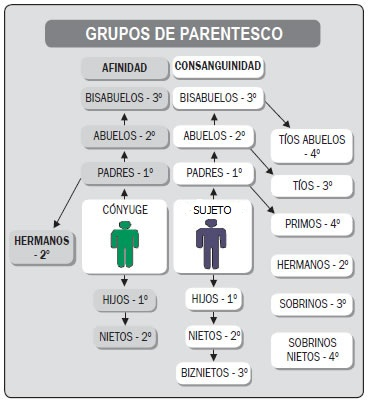 GRUPOS DE PARENTESCO
AFINIDAD
CONSANGUINIDAD
BISABUELOS - 3º
BISABUELOS - 3º
ABUELOS - 2º
ABUELOS - 2º
TÍOS ABUELOS
- 4º
PADRES - 1º
PADRES - 1º
TÍOS - 3º
CÓNYUGE
SUJETO
PRIMOS - 4º
HERMANOS
- 2º
HERMANOS - 2º
HIJOS - 1º
HIJOS - 1º
SOBRINOS - 3º
NIETOS - 2º
NIETOS - 2º
SOBRINOS
NIETOS - 4º
BIZNIETOS - 3º